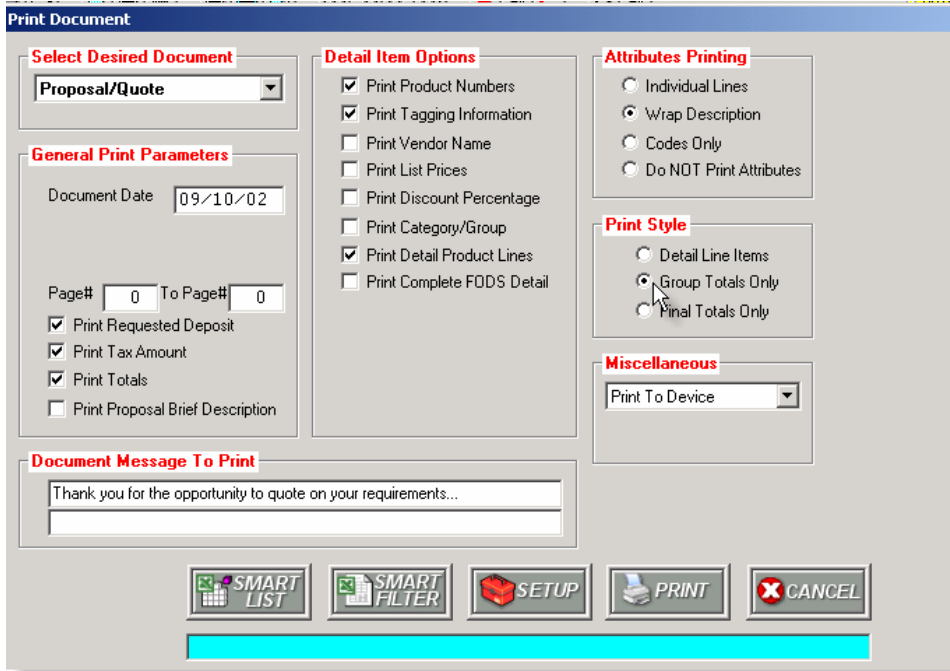 Print Document
Select Desired Document
Proposal/Quote
General Print Parameters
Document Date 09/10/02
Page# 0 To Page# 0
Print Requested Deposit
Print Tax Amount
Print Totals
Print Proposal Brief Description
Detail Item Options
Print Product Numbers
Print Tagging Information
Print Vendor Name
Print List Prices
Print Discount Percentage
Print Category/Group
Print Detail Product Lines
Print Complete FODS Detail
Attributes Printing
Individual Lines
Wrap Description
Codes Only
Do NOT Print Attributes
Print Style
Detail Line Items
Group Totals Only
Final Totals Only
Miscellaneous
Print To Device
Document Message To Print
Thank you for the opportunity to quote on your requirements...
SMART LIST
SMART FILTER
SETUP
PRINT
CANCEL